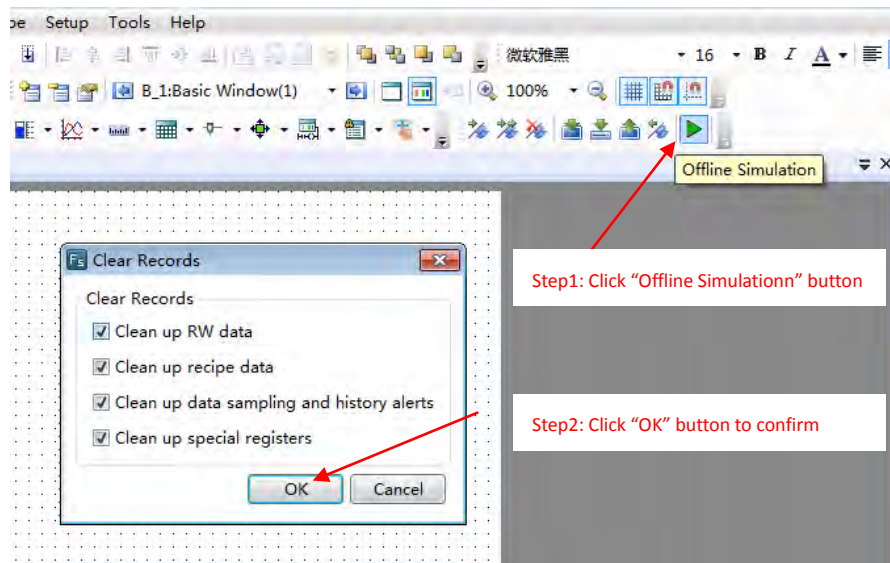 pe Setup Tools Help
微软雅黑 16 B I A
B_1:Basic Window(1) 100%
Offline Simulation
Fs Clear Records
Step1: Click “Offline Simulationn” button
Clear Records
Clean up RW data
Clean up recipe data
Clean up data sampling and history alerts
Step2: Click “OK” button to confirm
Clean up special registers
OK Cancel